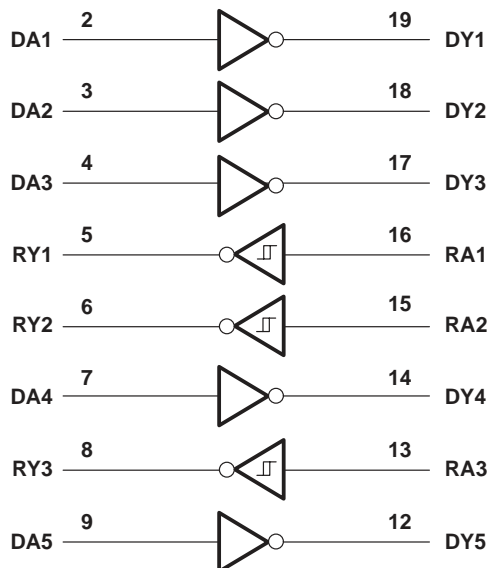 DA1 2 19 DY1
DA2 3 18 DY2
DA3 4 17 DY3
RY1 5 16 RA1
RY2 6 15 RA2
DA4 7 14 DY4
RY3 8 13 RA3
DA5 9 12 DY5